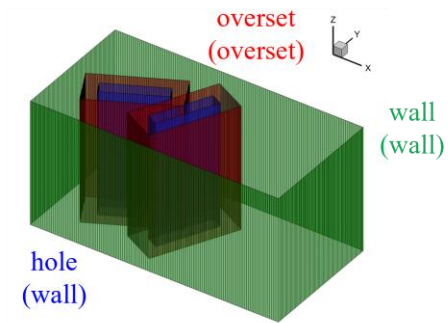 overset
(overset)
Z
Y
X
wall
(wall)
hole
(wall)